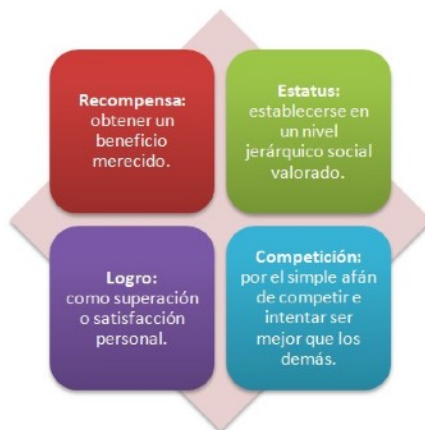 Recompensa:
obtener un
beneficio
merecido.
Estatus:
establecerse en
un nivel
jerárquico social
valorado.
Logro:
como superación
o satisfacción
personal.
Competición:
por el simple afán
de competir e
intentar ser
mejor que los
demás.